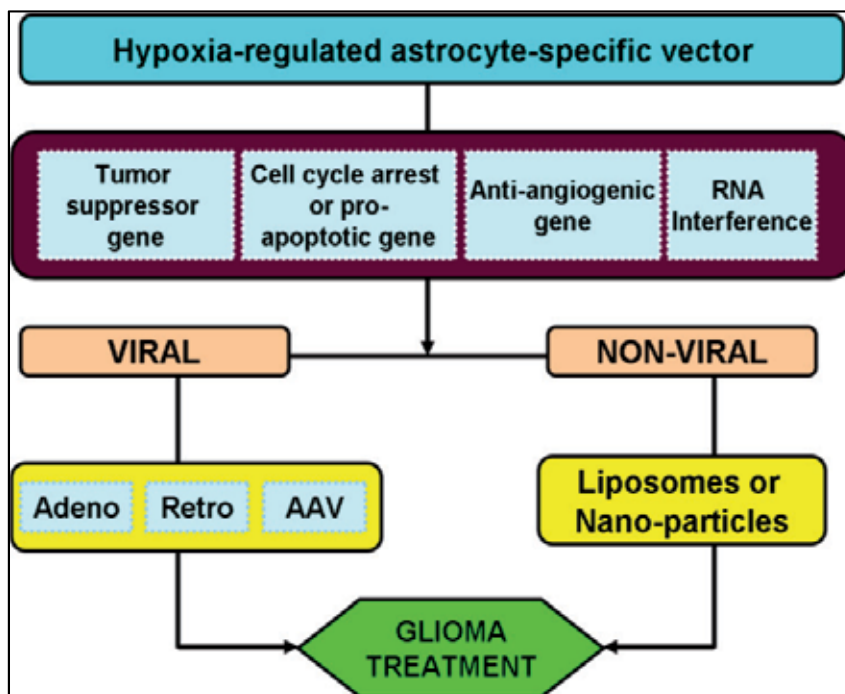 Hypoxia-regulated astrocyte-specific vector
Tumor
suppressor
gene
Cell cycle arrest
or pro-
apoptotic gene
Anti-angiogenic
gene
RNA
Interference
VIRAL
NON-VIRAL
Adeno
Retro
AAV
Liposomes or
Nano-particles
GLIOMA
TREATMENT